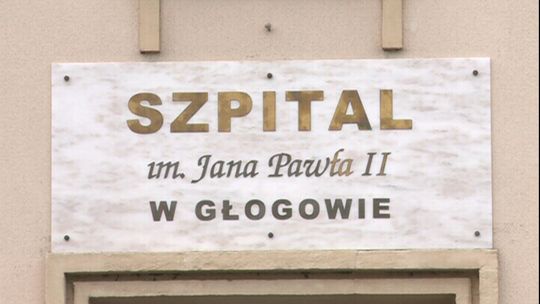 SZPITAL
im. Jana Pawła II
W GŁOGOWIE